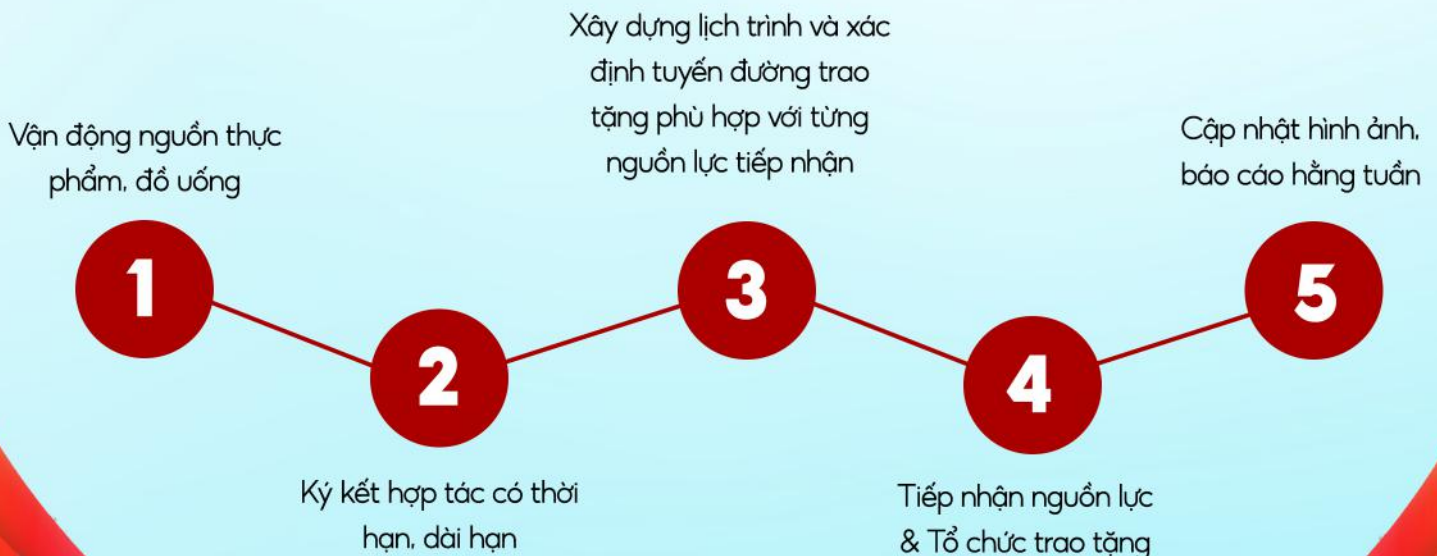 Vận động nguồn thực
phẩm, đồ uống
1
Ký kết hợp tác có thời
hạn, dài hạn
2
Xây dựng lịch trình và xác
định tuyến đường trao
tặng phù hợp với từng
nguồn lực tiếp nhận
3
Tiếp nhận nguồn lực
& Tổ chức trao tặng
4
Cập nhật hình ảnh,
báo cáo hằng tuần
5